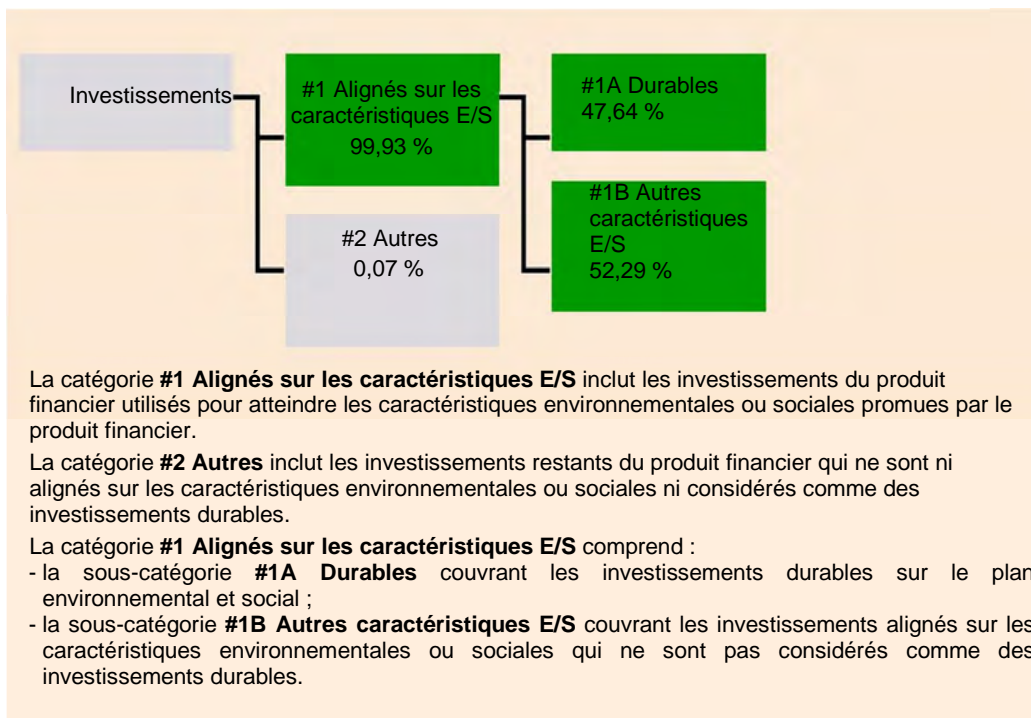 Investissements
#1 Alignés sur les
caractéristiques E/S
99,93 %
#2 Autres
0,07 %
#1A Durables
47,64 %
#1B Autres
caractéristiques
E/S
52,29 %
La catégorie #1 Alignés sur les caractéristiques E/S inclut les investissements du produit
financier utilisés pour atteindre les caractéristiques environnementales ou sociales promues par le
produit financier.
La catégorie #2 Autres inclut les investissements restants du produit financier qui ne sont ni
alignés sur les caractéristiques environnementales ou sociales ni considérés comme des
investissements durables.
La catégorie #1 Alignés sur les caractéristiques E/S comprend :
- la sous-catégorie #1A Durables couvrant les investissements durables sur le plan
environnemental et social ;
- la sous-catégorie #1B Autres caractéristiques E/S couvrant les investissements alignés sur les
caractéristiques environnementales ou sociales qui ne sont pas considérés comme des
investissements durables.